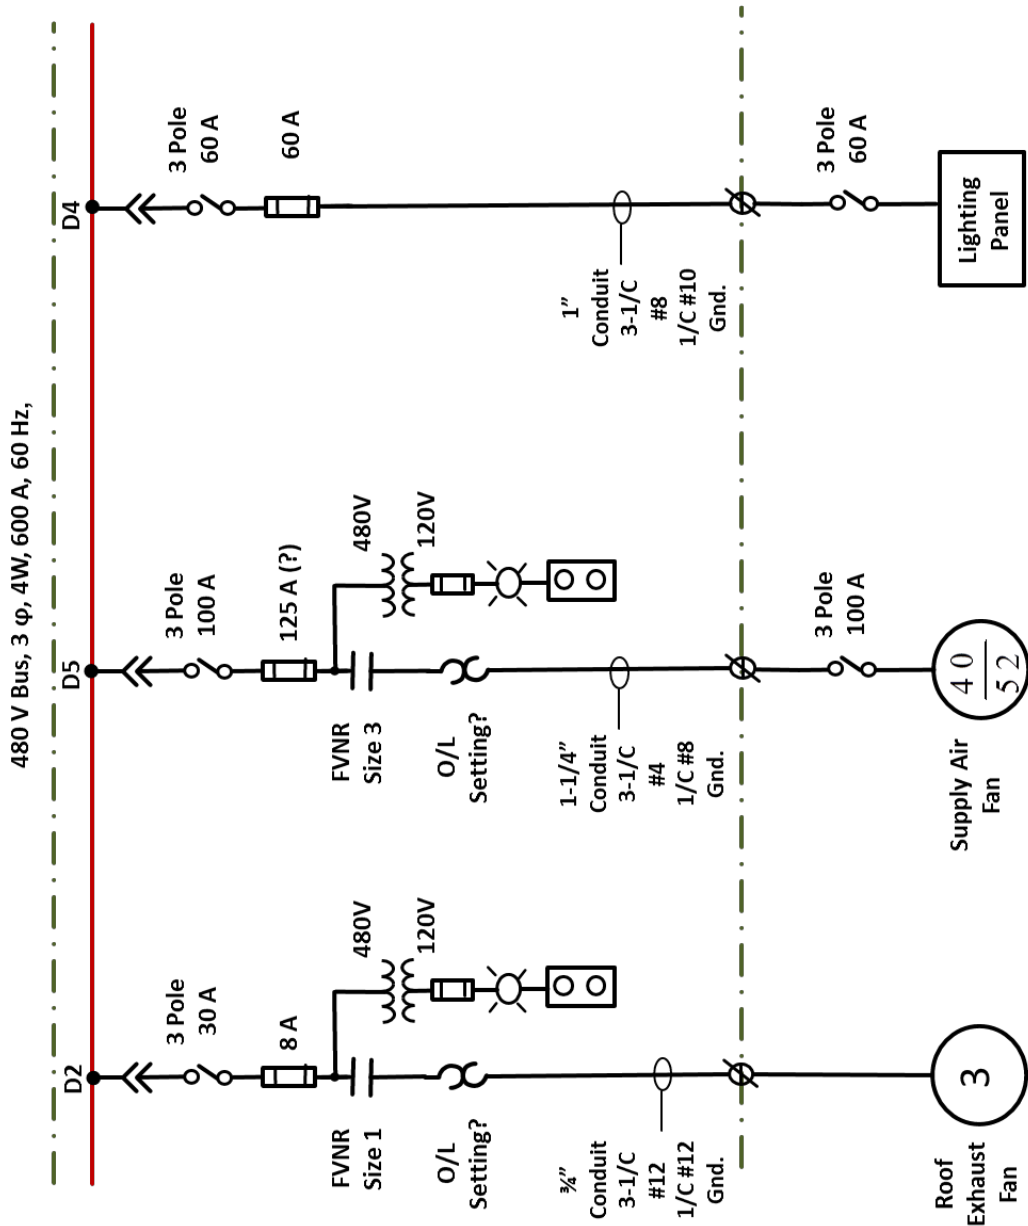 480 V Bus, 3 φ, 4W, 600 A, 60 Hz,
D2
3 Pole
30 A
8 A
480V
120V
FVNR
Size 1
O/L
Setting?
¾”
Conduit
3-1/C
#12
1/C #12
Gnd.
3
Roof
Exhaust
Fan
D5
3 Pole
100 A
125 A (?)
480V
120V
FVNR
Size 3
O/L
Setting?
1-1/4”
Conduit
3-1/C
#4
1/C #8
Gnd.
3 Pole
100 A
40
52
Supply Air
Fan
D4
3 Pole
60 A
60 A
1”
Conduit
3-1/C
#8
1/C #10
Gnd.
3 Pole
60 A
Lighting
Panel